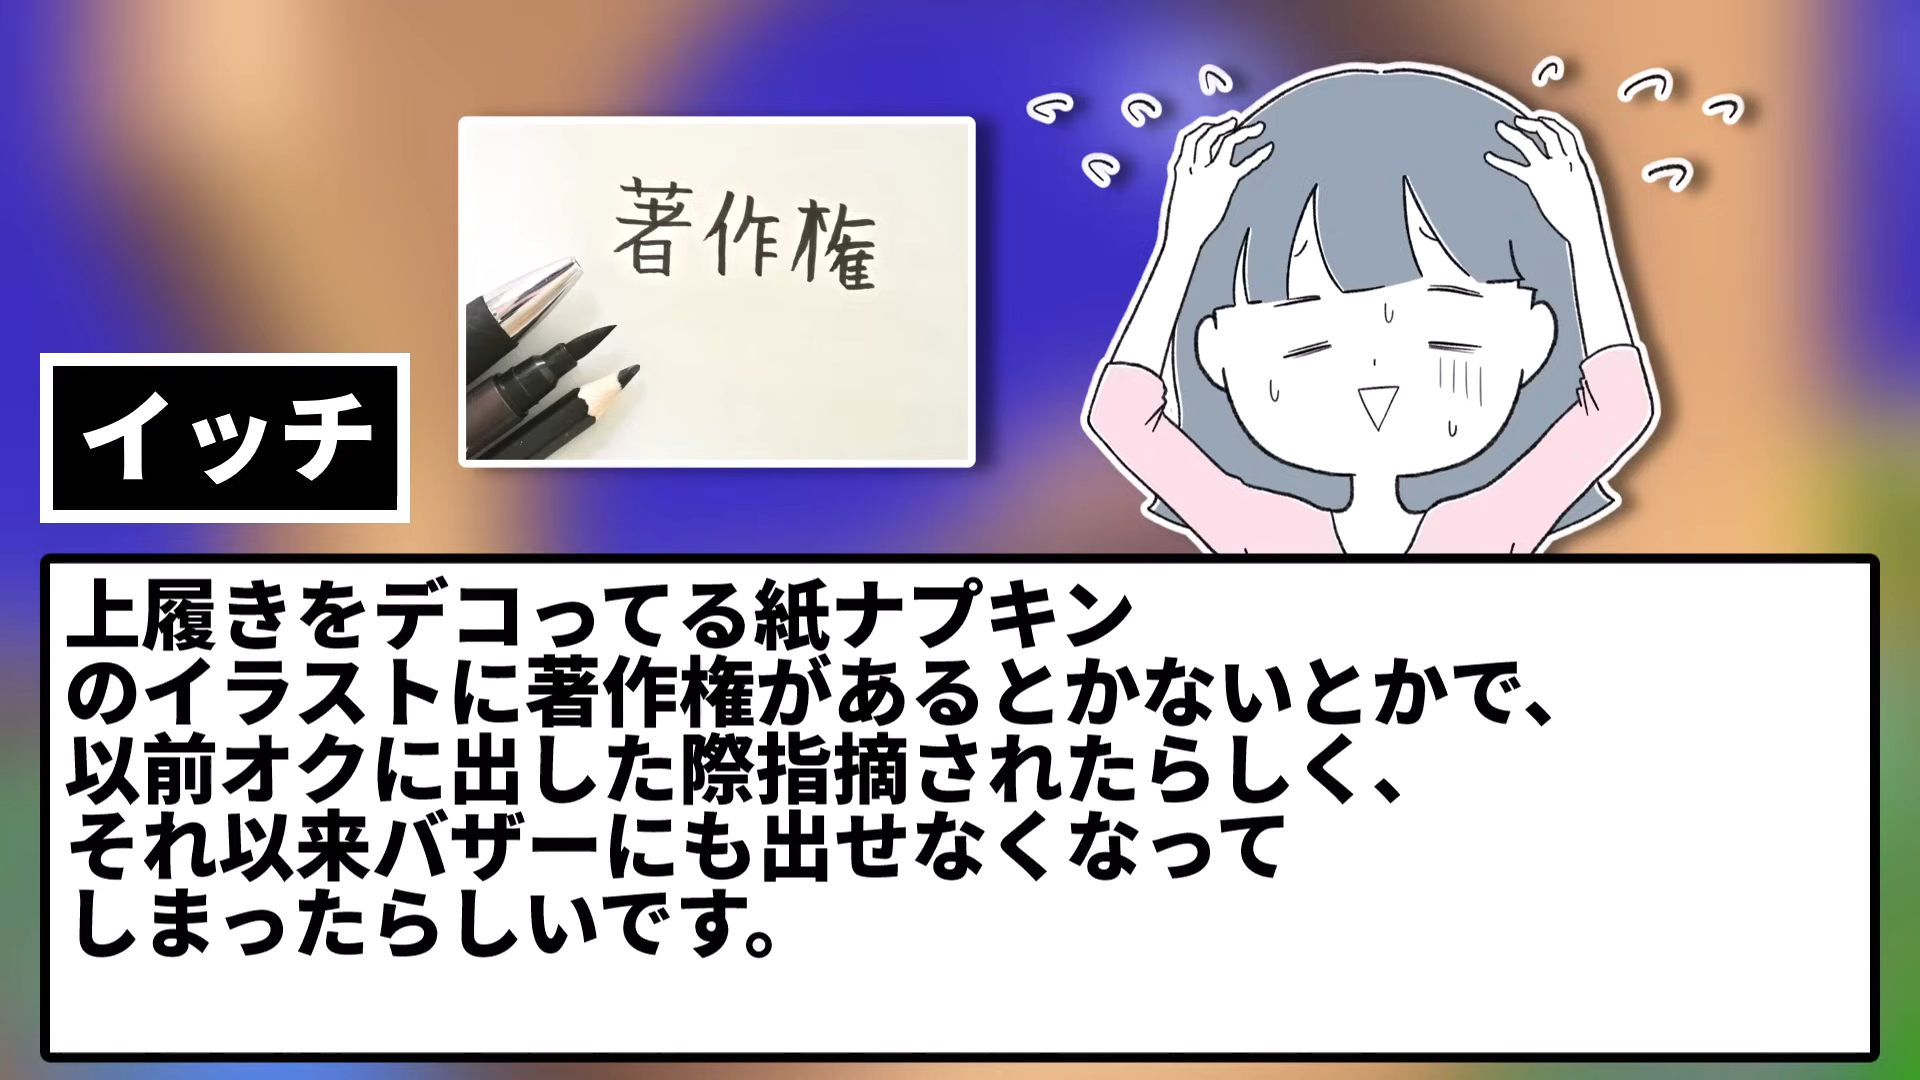 著作権
イッチ
上履きをデコってる紙ナプキン
のイラストに著作権があるとかないとかで、
以前オクに出した際指摘されたらしく、
それ以来バザーにも出せなくなって
しまったらしいです。